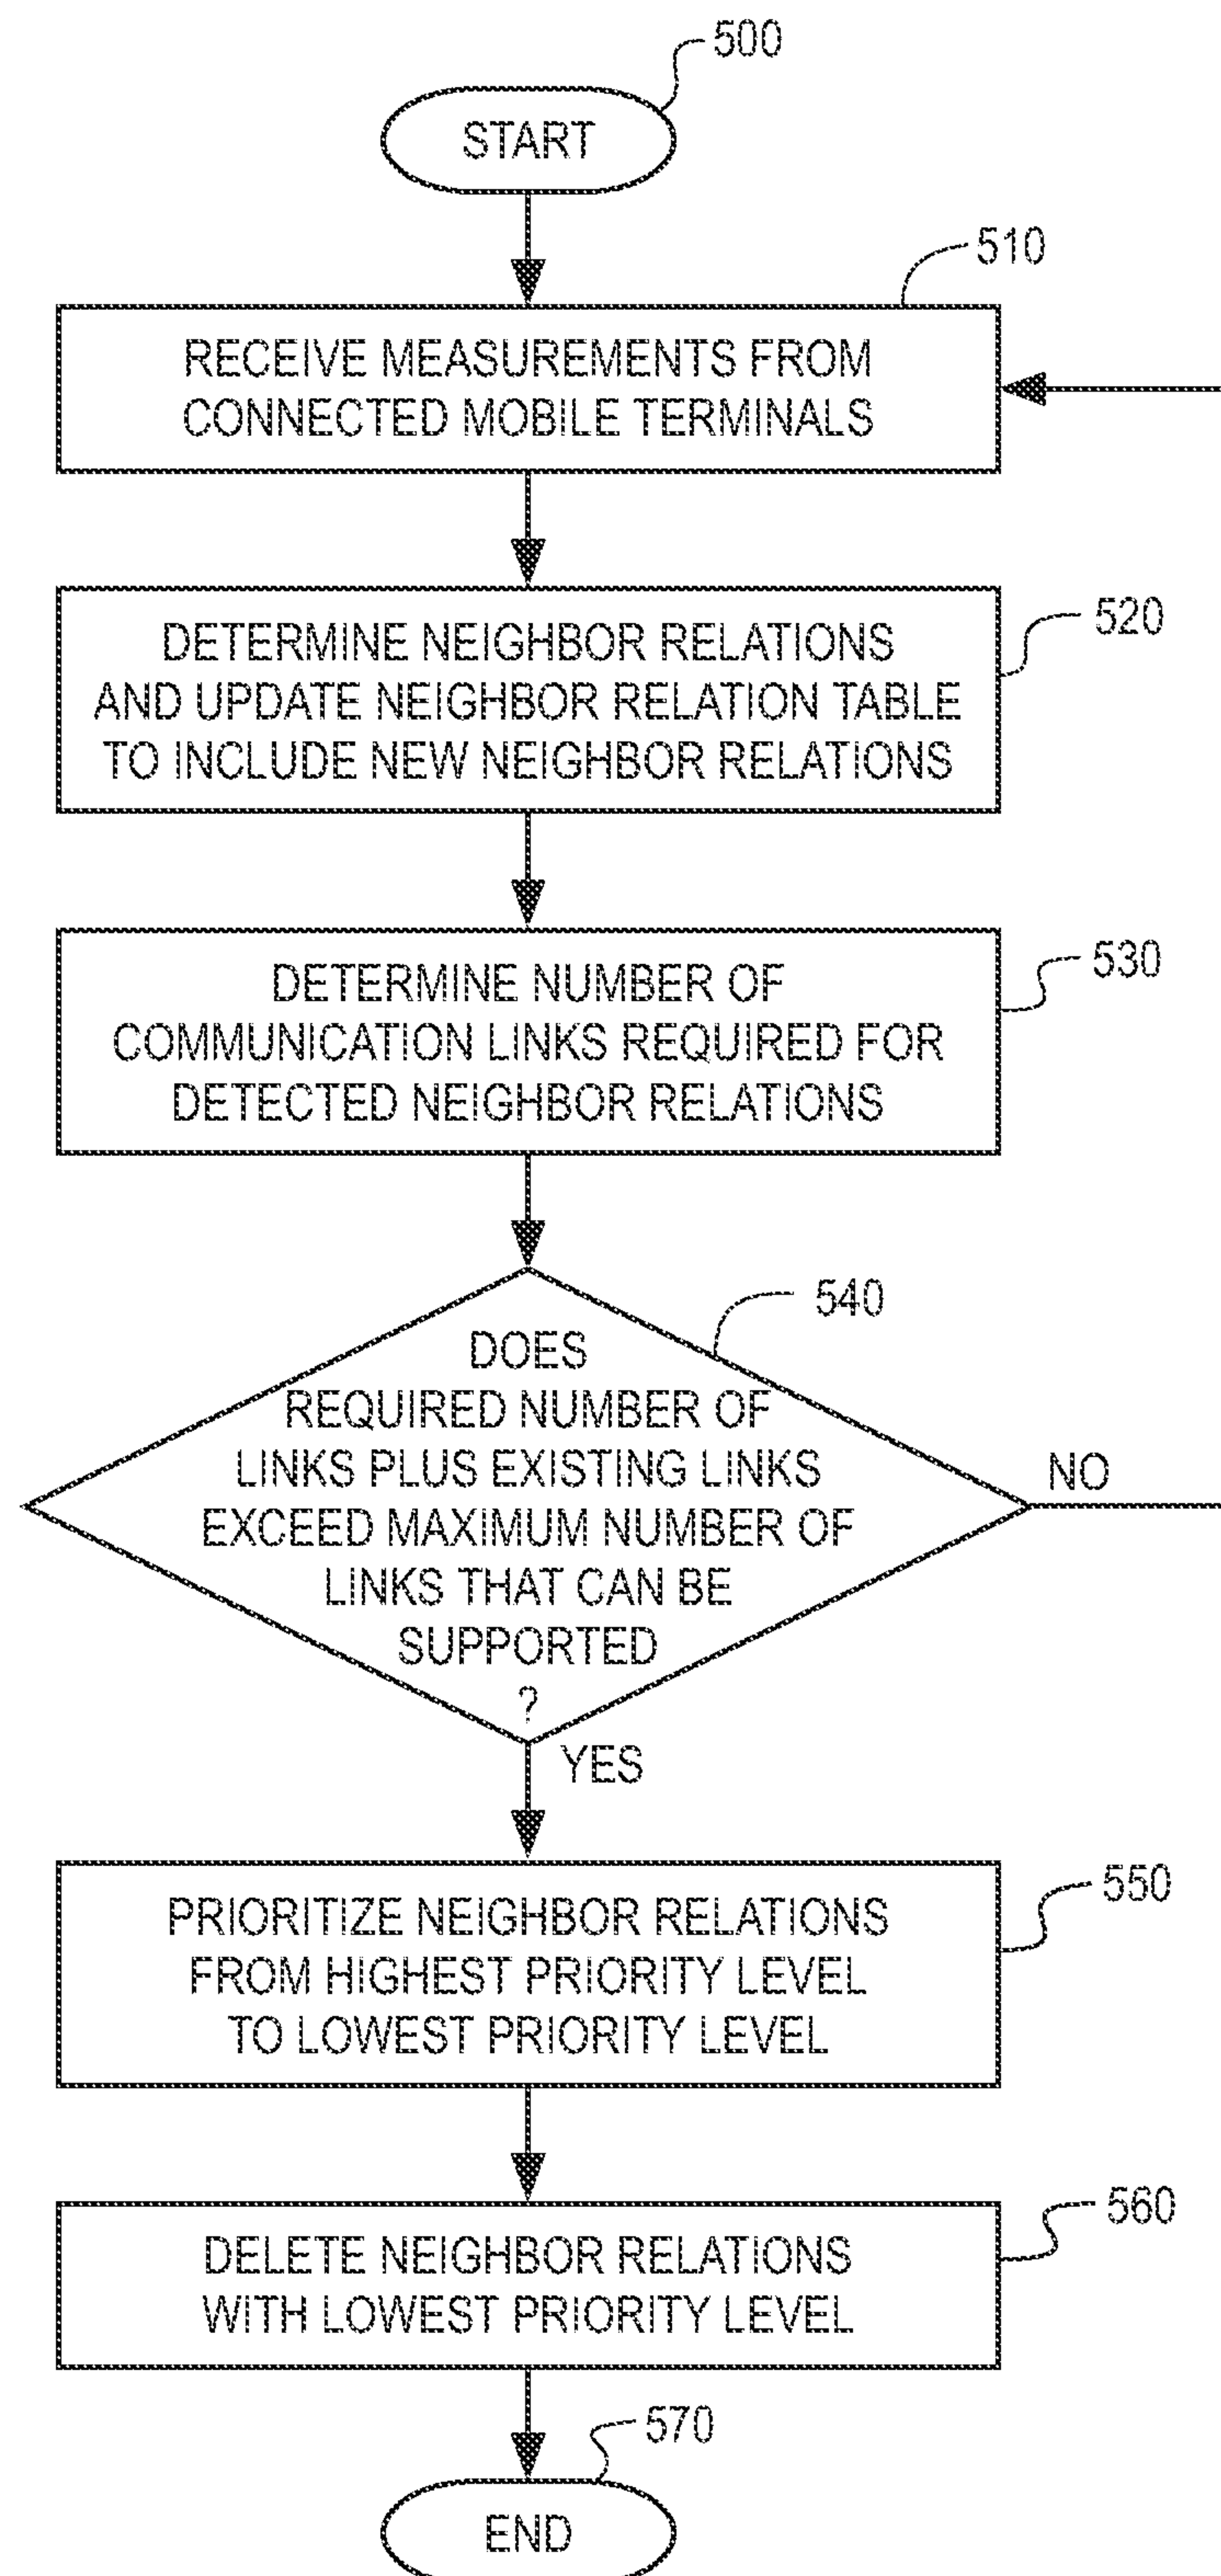 500
START
510
RECEIVE MEASUREMENTS FROM
CONNECTED MOBILE TERMINALS
520
DETERMINE NEIGHBOR RELATIONS
AND UPDATE NEIGHBOR RELATION TABLE
TO INCLUDE NEW NEIGHBOR RELATIONS
530
DETERMINE NUMBER OF
COMMUNICATION LINKS REQUIRED FOR
DETECTED NEIGHBOR RELATIONS
540
DOES
REQUIRED NUMBER OF
LINKS PLUS EXISTING LINKS
EXCEED MAXIMUM NUMBER OF
LINKS THAT CAN BE
SUPPORTED
?
NO
YES
550
PRIORITIZE NEIGHBOR RELATIONS
FROM HIGHEST PRIORITY LEVEL
TO LOWEST PRIORITY LEVEL
560
DELETE NEIGHBOR RELATIONS
WITH LOWEST PRIORITY LEVEL
570
END